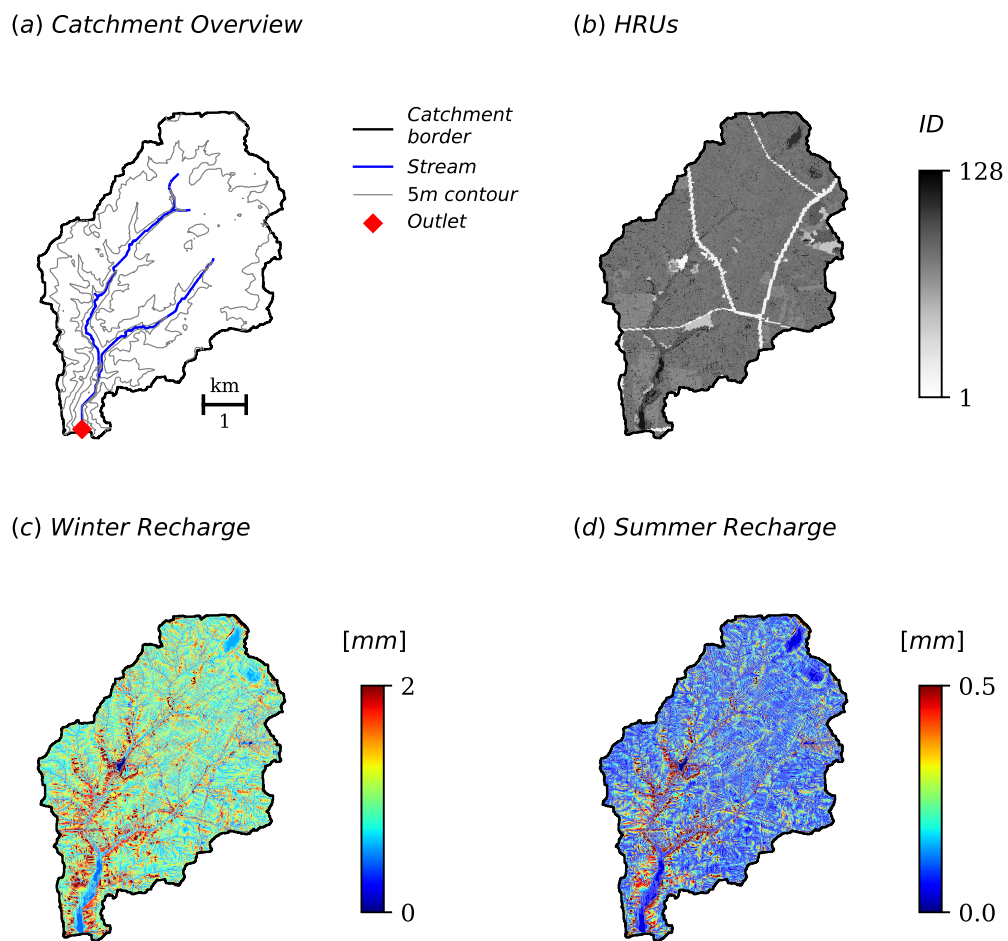 (a) Catchment Overview
(b) HRUs
Catchment
border
Stream
5m contour
Outlet
km
1
ID
128
1
(c) Winter Recharge
(d) Summer Recharge
[mm]
2
0
[mm]
0.5
0.0